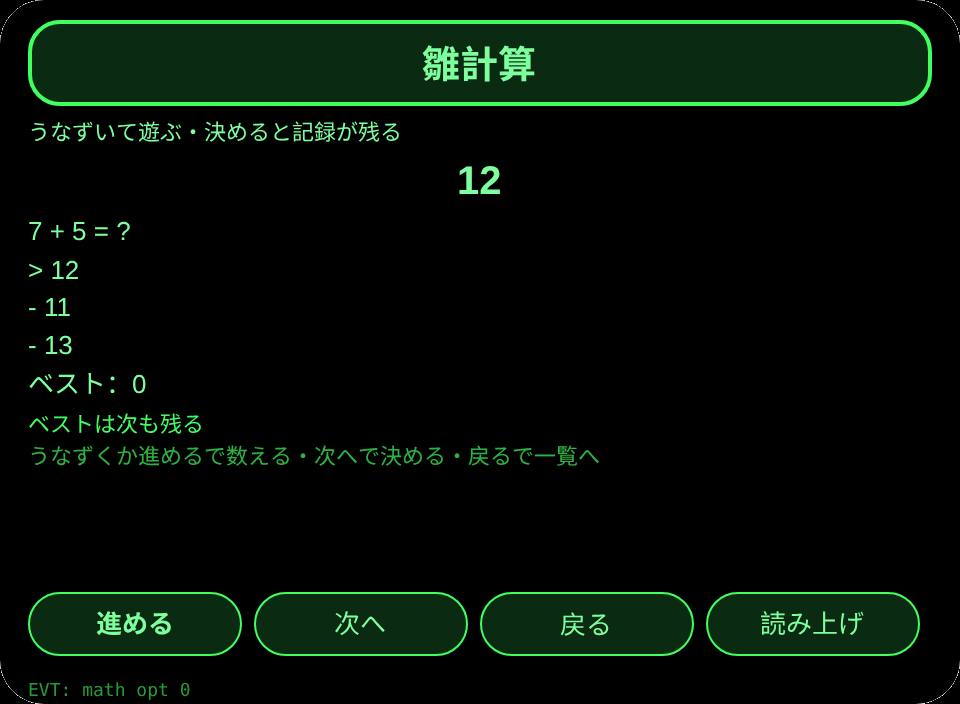 雛計算
うなずいて遊ぶ・決めると記録が残る
12
7 + 5 = ?
> 12
- 11
- 13
ベスト: 0
ベストは次も残る
うなずくか進めるで数える・次へで決める・戻るで一覧へ
進める
次へ
戻る
読み上げ
EVT: math opt 0